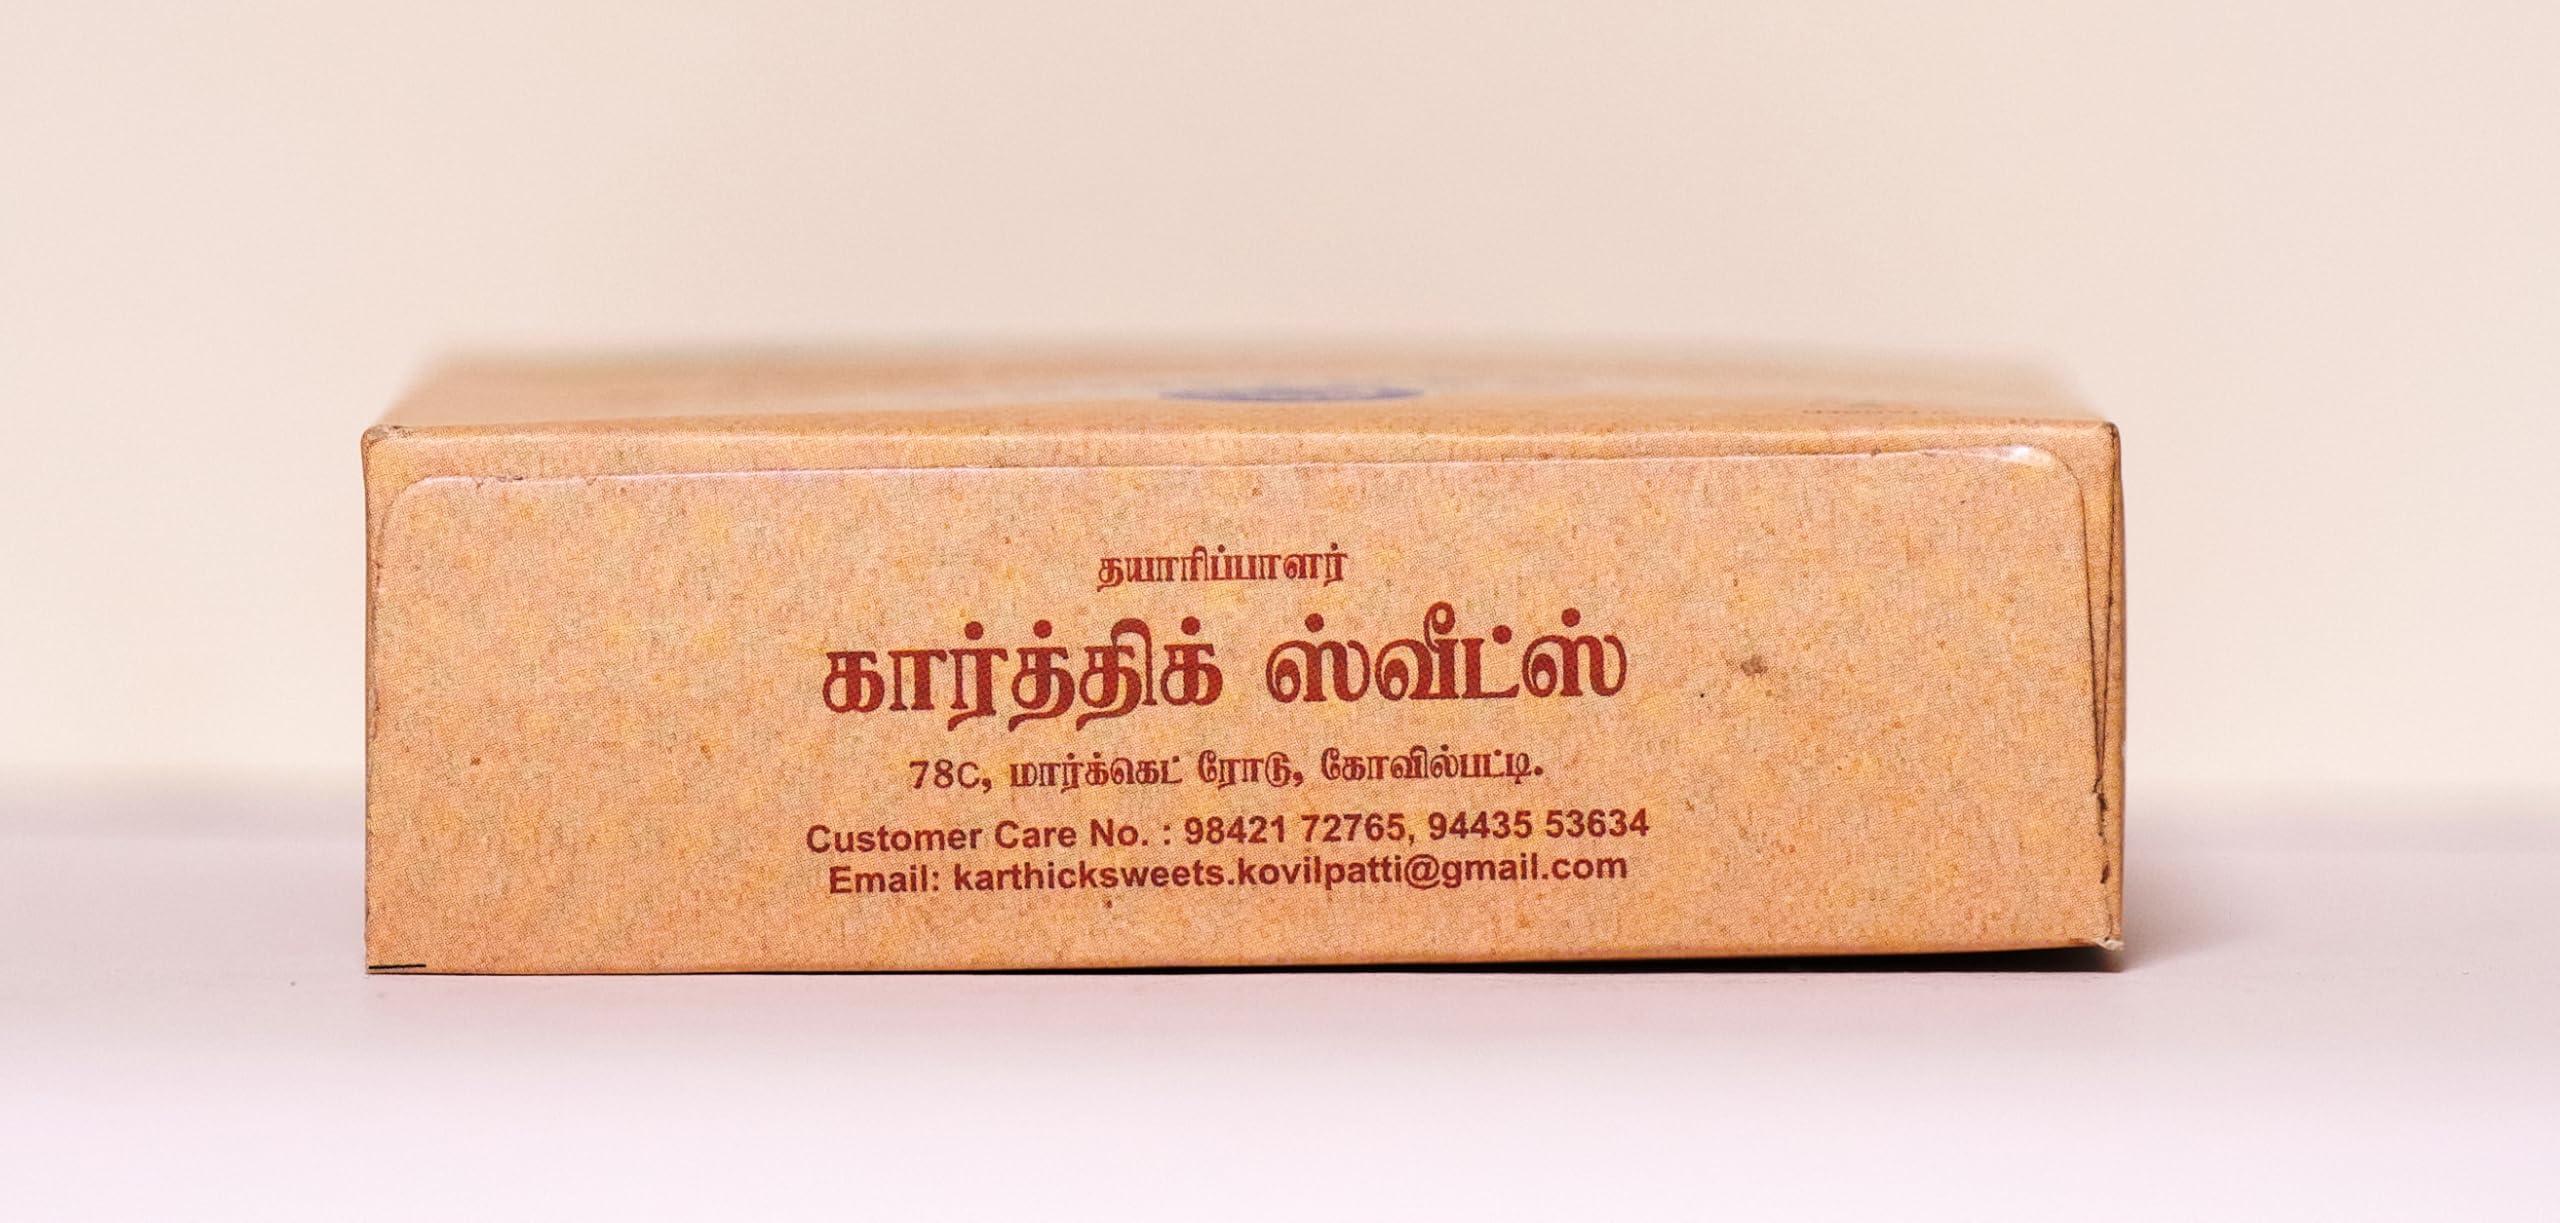 தயாரிப்பாளர்
கார்த்திக் ஸ்வீட்ஸ்
78C, மார்க்கெட் ரோடு, கோவில்பட்டி.
Customer Care No. : 98421 72765, 94435 53634
Email: karthicksweets.kovilpatti@gmail.com